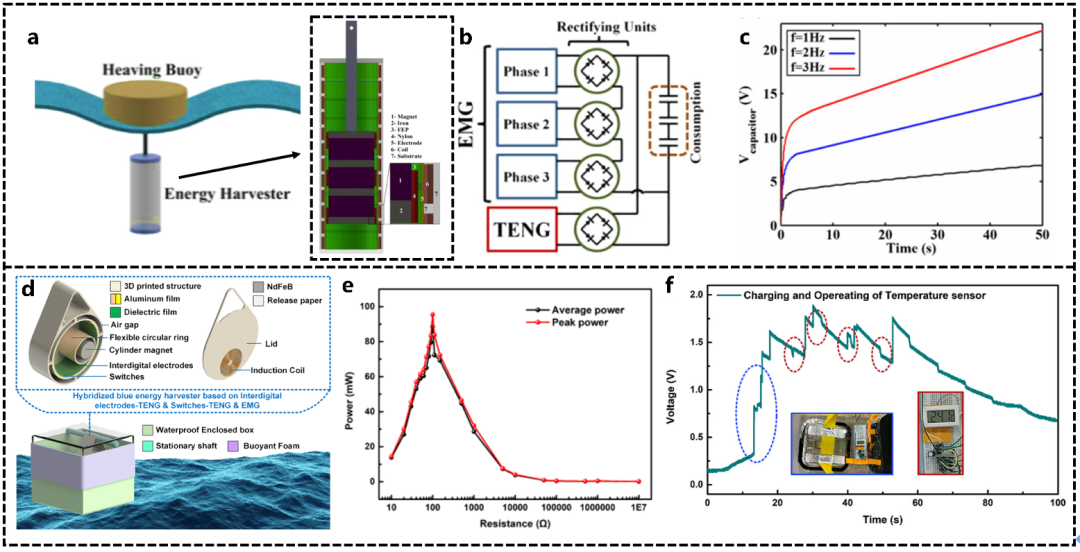 a
Heaving Buoy
Energy Harvester
1- Magnet
2- Iron
3- FEP
4- Nylon
5- Electrode
6- Coil
7- Substrate
1
2
3
4
5
6
7
7
b
Rectifying Units
EMG
Phase 1
Phase 2
Phase 3
TENG
Consumption
c
f=1Hz
f=2Hz
f=3Hz
V capacitor (V)
20
15
10
5
0
0 10 20 30 40 50
Time (s)
d
3D printed structure
Aluminum film
Dielectric film
Air gap
Flexible circular ring
Cylinder magnet
Interdigital electrodes
Switches
NdFeB
Release paper
Lid
Induction Coil
Hybridized blue energy harvester based on Interdigital
electrodes-TENG & Switches-TENG & EMG
Waterproof Enclosed box
Stationary shaft
Buoyant Foam
e
Average power
Peak power
Power (mW)
100
80
60
40
20
0
10 100 1000 10000 100000 1000000 1E7
Resistance (Ω)
f
Charging and Opereating of Temperature sensor
Voltage (V)
2.0
1.5
1.0
0.5
0.0
0 20 40 60 80 100
Time (s)